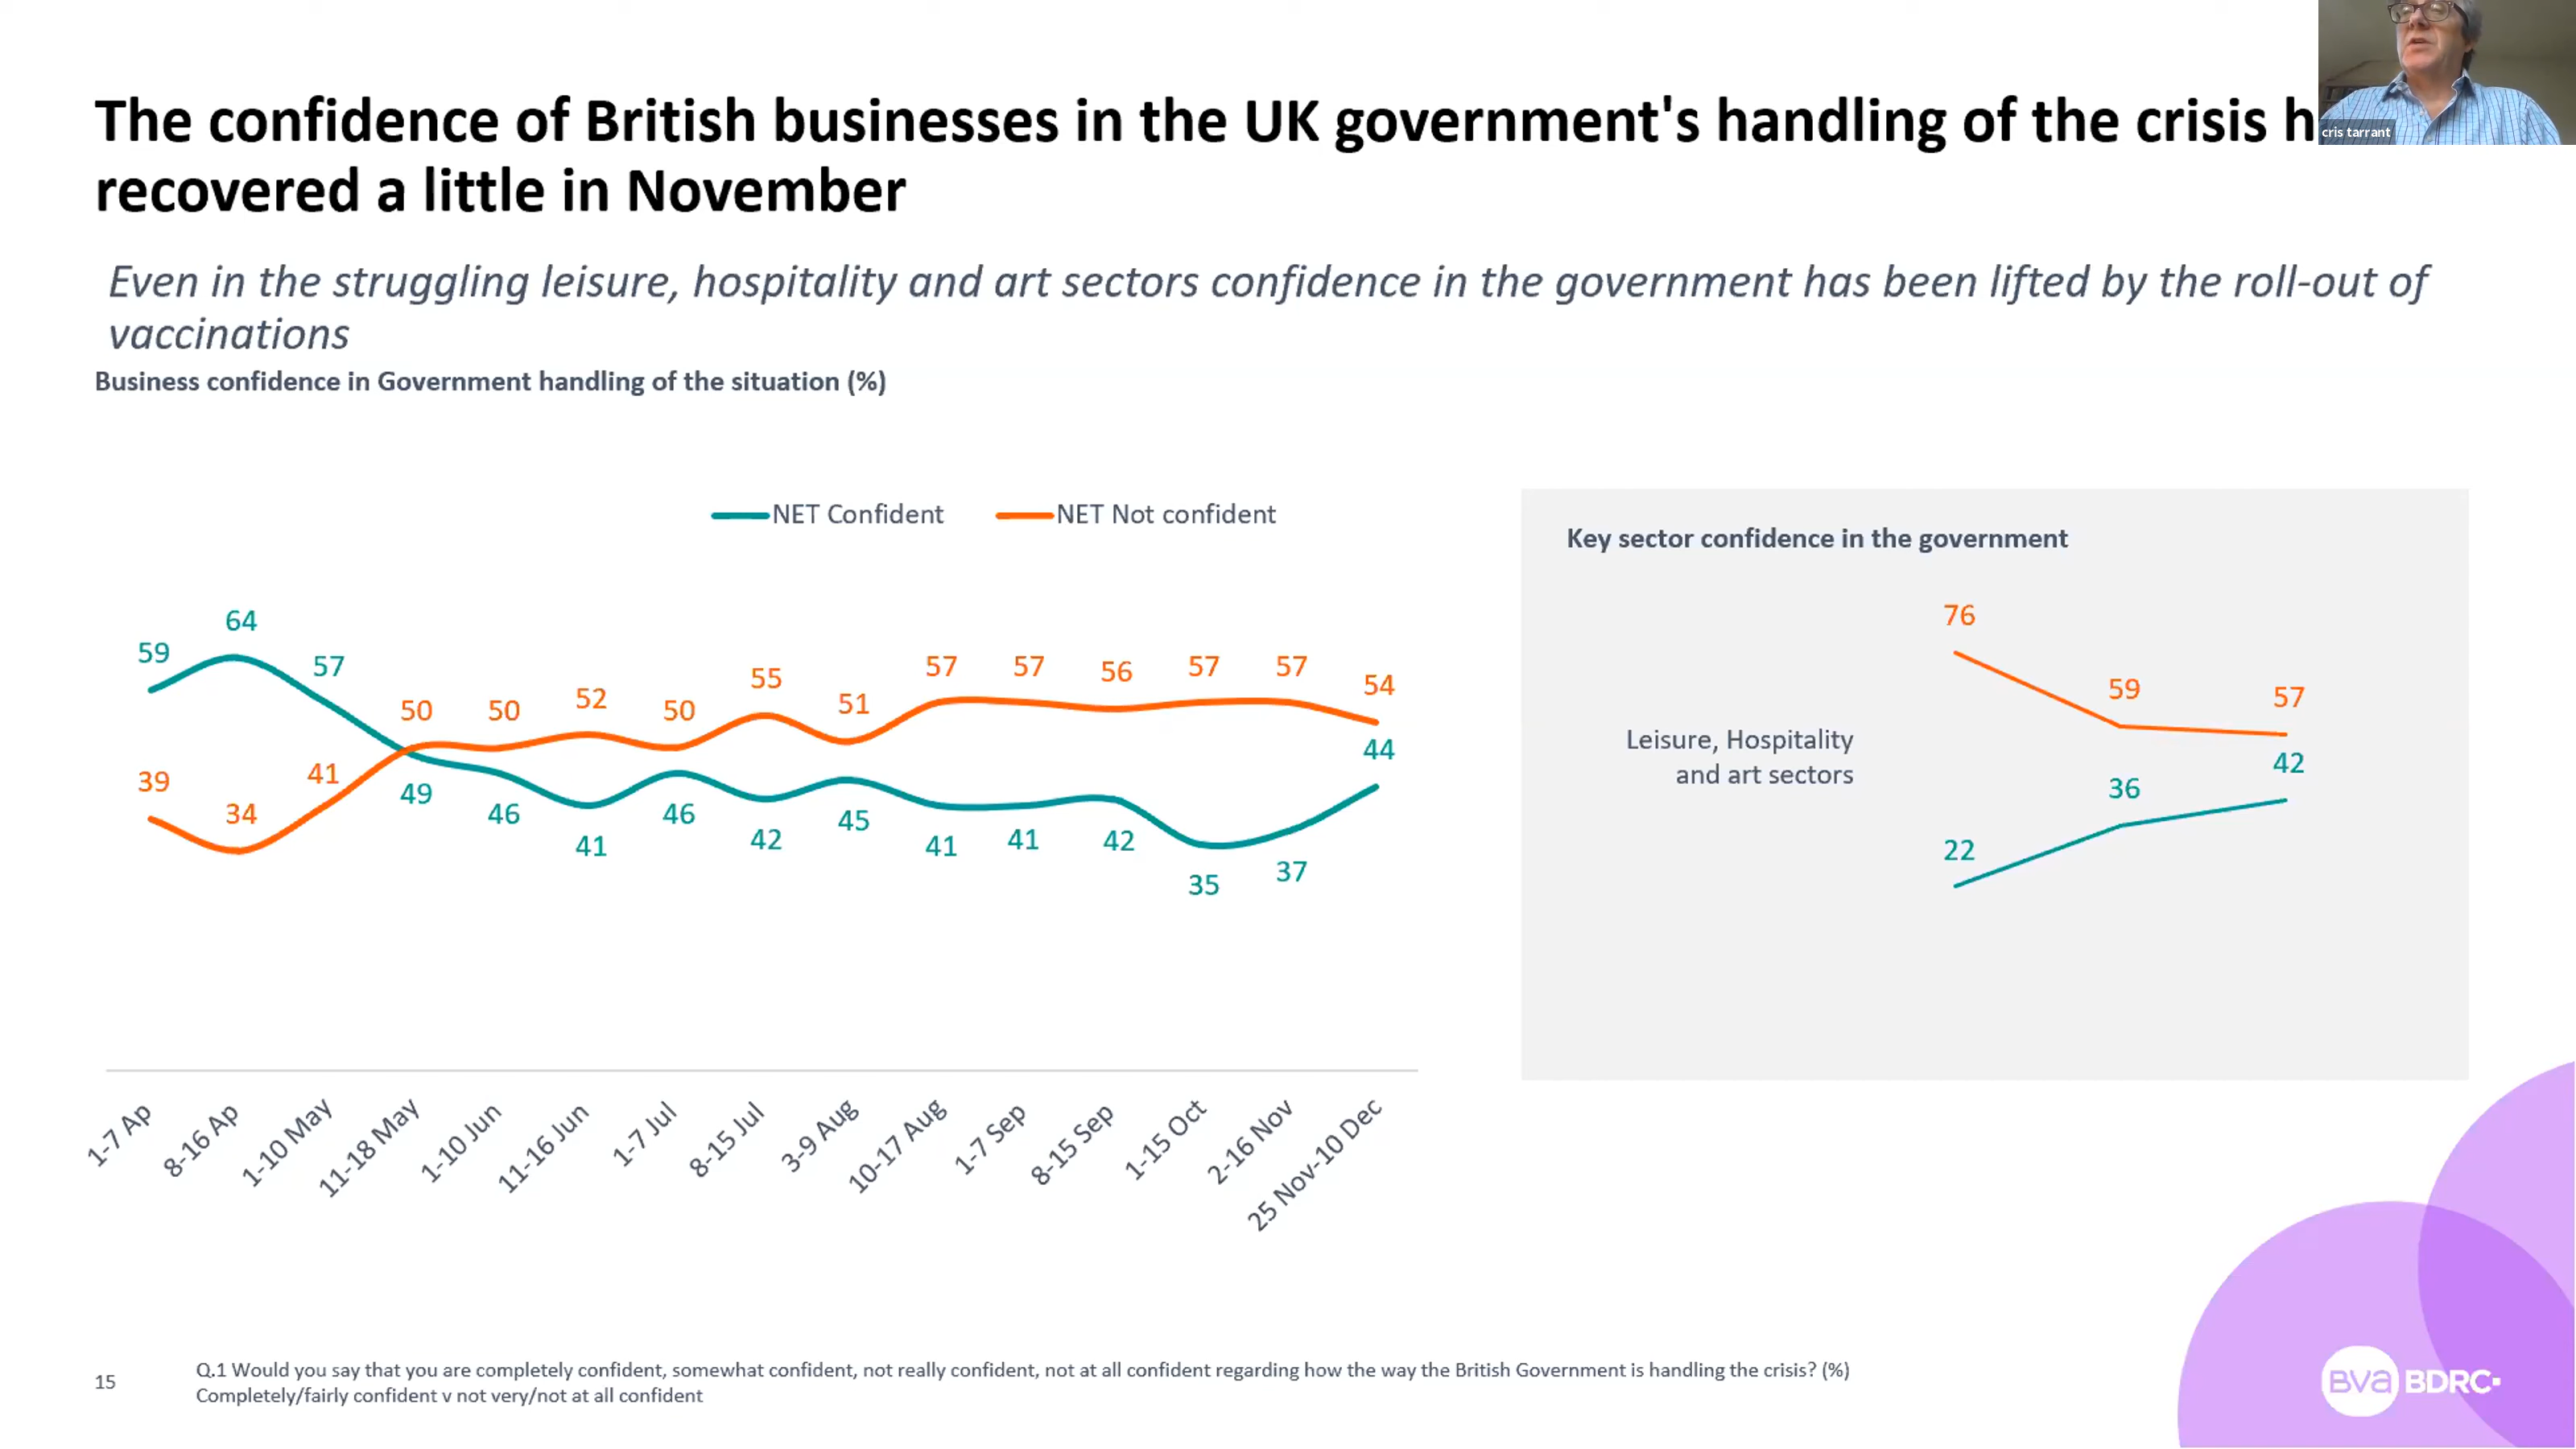 The confidence of British businesses in the UK government's handling of the crisis h
recovered a little in November
cris tarrant
Even in the struggling leisure, hospitality and art sectors confidence in the government has been lifted by the roll-out of
vaccinations
Business confidence in Government handling of the situation (%)
NET Confident NET Not confident
59 64 57 49 46 41 46 42 45 41 41 42 35 37 44
39 34 41 50 50 52 50 55 51 57 57 56 57 57 54
1-7 Ap
8-16 Ap
1-10 May
11-18 May
1-10 Jun
11-16 Jun
1-7 Jul
8-15 Jul
3-9 Aug
10-17 Aug
1-7 Sep
8-15 Sep
1-15 Oct
2-16 Nov
25 Nov-10 Dec
Key sector confidence in the government
Leisure, Hospitality
and art sectors
76 59 57
22 36 42
15
Q.1 Would you say that you are completely confident, somewhat confident, not really confident, not at all confident regarding how the way the British Government is handling the crisis? (%)
Completely/fairly confident v not very/not at all confident
BVa BDRC